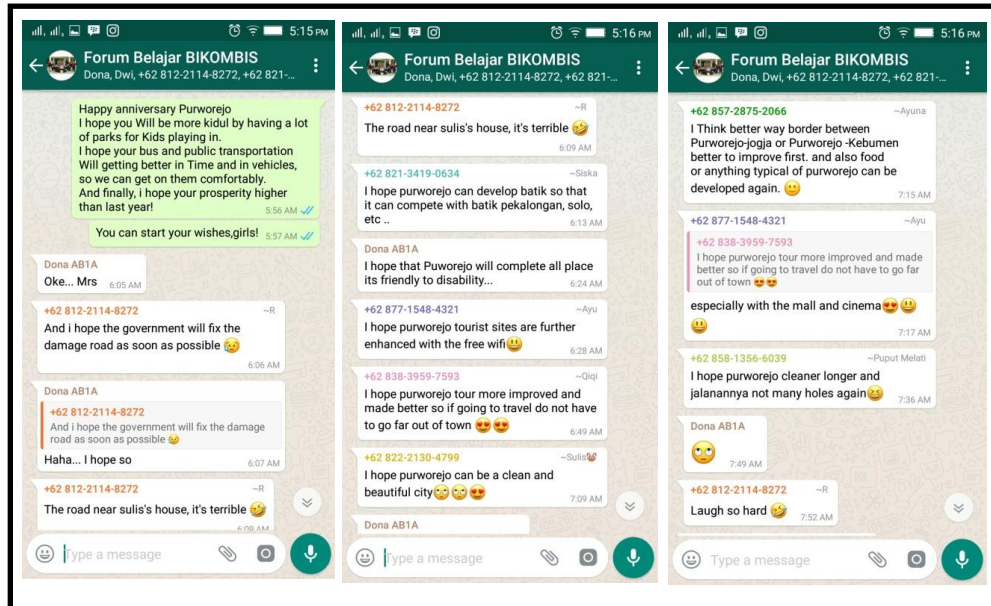 5:15 PM
Forum Belajar BIKOMBIS
Dona, Dwi, +62 812-2114-8272, +62 821-...
Happy anniversary Purworejo
I hope you Will be more kidul by having a lot
of parks for Kids playing in.
I hope your bus and public transportation
Will getting better in Time and in vehicles,
so we can get on them comfortably.
And finally, i hope your prosperity higher
than last year!
5:56 AM
You can start your wishes,girls! 5:57 AM
Dona AB1A
Oke... Mrs 6:05 AM
+62 812-2114-8272 ~R
And i hope the government will fix the
damage road as soon as possible 😥
6:06 AM
Dona AB1A
+62 812-2114-8272
And i hope the government will fix the damage
road as soon as possible 😥
Haha... I hope so 6:07 AM
+62 812-2114-8272 ~R
The road near sulis's house, it's terrible 🤣
6:09 AM
Type a message
5:16 PM
Forum Belajar BIKOMBIS
Dona, Dwi, +62 812-2114-8272, +62 821-...
+62 812-2114-8272 ~R
The road near sulis's house, it's terrible 🤣
6:09 AM
+62 821-3419-0634 ~Siska
I hope purworejo can develop batik so that
it can compete with batik pekalongan, solo,
etc .. 6:13 AM
Dona AB1A
I hope that Puworejo will complete all place
its friendly to disability... 6:24 AM
+62 877-1548-4321 ~Ayu
I hope purworejo tourist sites are further
enhanced with the free wifi😃 6:28 AM
+62 838-3959-7593 ~Qiqi
I hope purworejo tour more improved and
made better so if going to travel do not have
to go far out of town 😍😍 6:49 AM
+62 822-2130-4799 ~Sulis🐭
I hope purworejo can be a clean and
beautiful city🙄🙄😍 7:09 AM
Dona AB1A
Type a message
5:16 PM
Forum Belajar BIKOMBIS
Dona, Dwi, +62 812-2114-8272, +62 821-...
+62 857-2875-2066 ~Ayuna
I Think better way border between
Purworejo-jogja or Purworejo -Kebumen
better to improve first. and also food
or anything typical of purworejo can be
developed again. 🙂 7:15 AM
+62 877-1548-4321 ~Ayu
+62 838-3959-7593
I hope purworejo tour more improved and made
better so if going to travel do not have to go far
out of town 😍😍
especially with the mall and cinema😍😃
😃 7:17 AM
+62 858-1356-6039 ~Puput Melati
I hope purworejo cleaner longer and
jalanannya not many holes again😆 7:36 AM
Dona AB1A
🙄
7:49 AM
+62 812-2114-8272 ~R
Laugh so hard 🤣 7:52 AM
Type a message